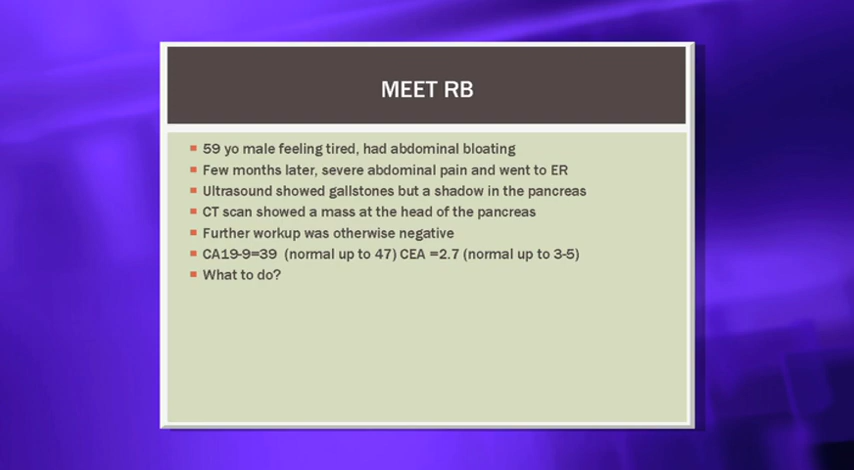 MEET RB
59 yo male feeling tired, had abdominal bloating
Few months later, severe abdominal pain and went to ER
Ultrasound showed gallstones but a shadow in the pancreas
CT scan showed a mass at the head of the pancreas
Further workup was otherwise negative
CA19-9=39 (normal up to 47) CEA =2.7 (normal up to 3-5)
What to do?